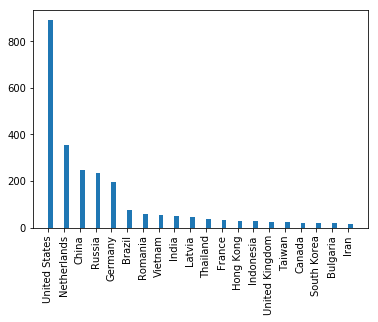 800
600
400
200
0
United States
Netherlands
China
Russia
Germany
Brazil
Romania
Vietnam
India
Latvia
Thailand
France
Hong Kong
Indonesia
United Kingdom
Taiwan
Canada
South Korea
Bulgaria
Iran